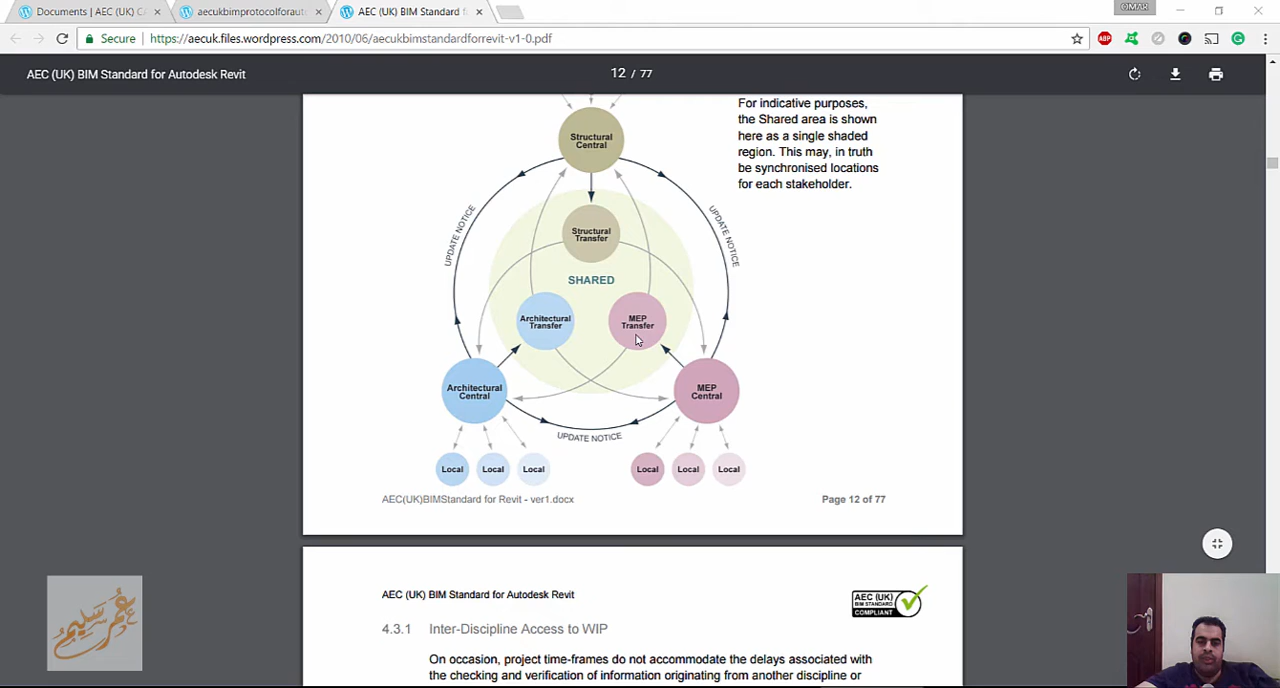 Documents | AEC (UK) C
aecukbimprotocolforauto
AEC (UK) BIM Standard f
OMAR
Secure
https://aecuk.files.wordpress.com/2010/06/aecukbimstandardforrevit-v1-0.pdf
ABP
AEC (UK) BIM Standard for Autodesk Revit
12 / 77
For indicative purposes,
the Shared area is shown
here as a single shaded
region. This may, in truth
be synchronised locations
for each stakeholder.
Structural
Central
UPDATE NOTICE
UPDATE NOTICE
Structural
Transfer
SHARED
Architectural
Transfer
MEP
Transfer
Architectural
Central
MEP
Central
UPDATE NOTICE
Local
Local
Local
Local
Local
Local
AEC(UK)BIMStandard for Revit - ver1.docx
Page 12 of 77
AEC (UK) BIM Standard for Autodesk Revit
AEC (UK)
BIM STANDARD
COMPLIANT
4.3.1 Inter-Discipline Access to WIP
On occasion, project time-frames do not accommodate the delays associated with
the checking and verification of information originating from another discipline or
عمر سليم